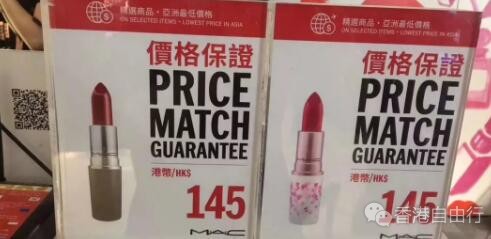 精選商品·亞洲最低價格
ON SELECTED ITEMS · LOWEST PRICE IN ASIA
價格保證
PRICE
MATCH
GUARANTEE
港幣/HK$
145
MAC
精選商品·亞洲最低價格
ON SELECTED ITEMS · LOWEST PRICE IN ASIA
價格保證
PRICE
MATCH
GUARANTEE
港幣/HK$
145
MAC
香港自由行